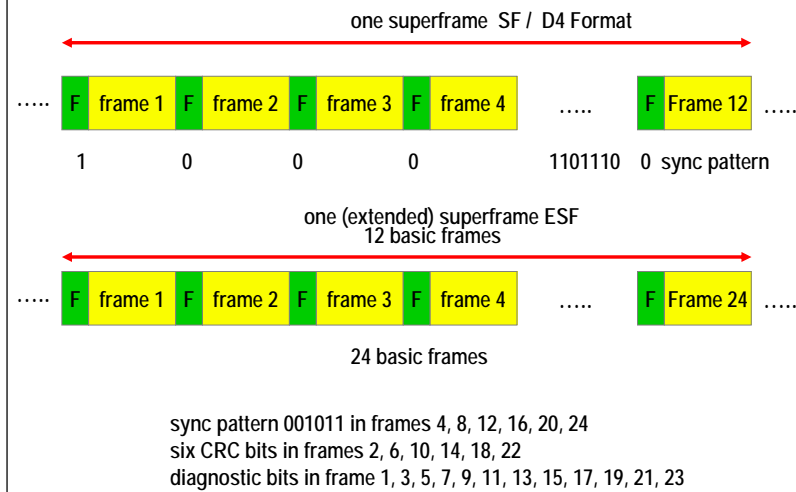 one superframe SF / D4 Format
..... F frame 1 F frame 2 F frame 3 F frame 4 ..... F Frame 12 .....
1 0 0 0 1101110 0 sync pattern
one (extended) superframe ESF
12 basic frames
..... F frame 1 F frame 2 F frame 3 F frame 4 ..... F Frame 24 .....
24 basic frames
sync pattern 001011 in frames 4, 8, 12, 16, 20, 24
six CRC bits in frames 2, 6, 10, 14, 18, 22
diagnostic bits in frame 1, 3, 5, 7, 9, 11, 13, 15, 17, 19, 21, 23